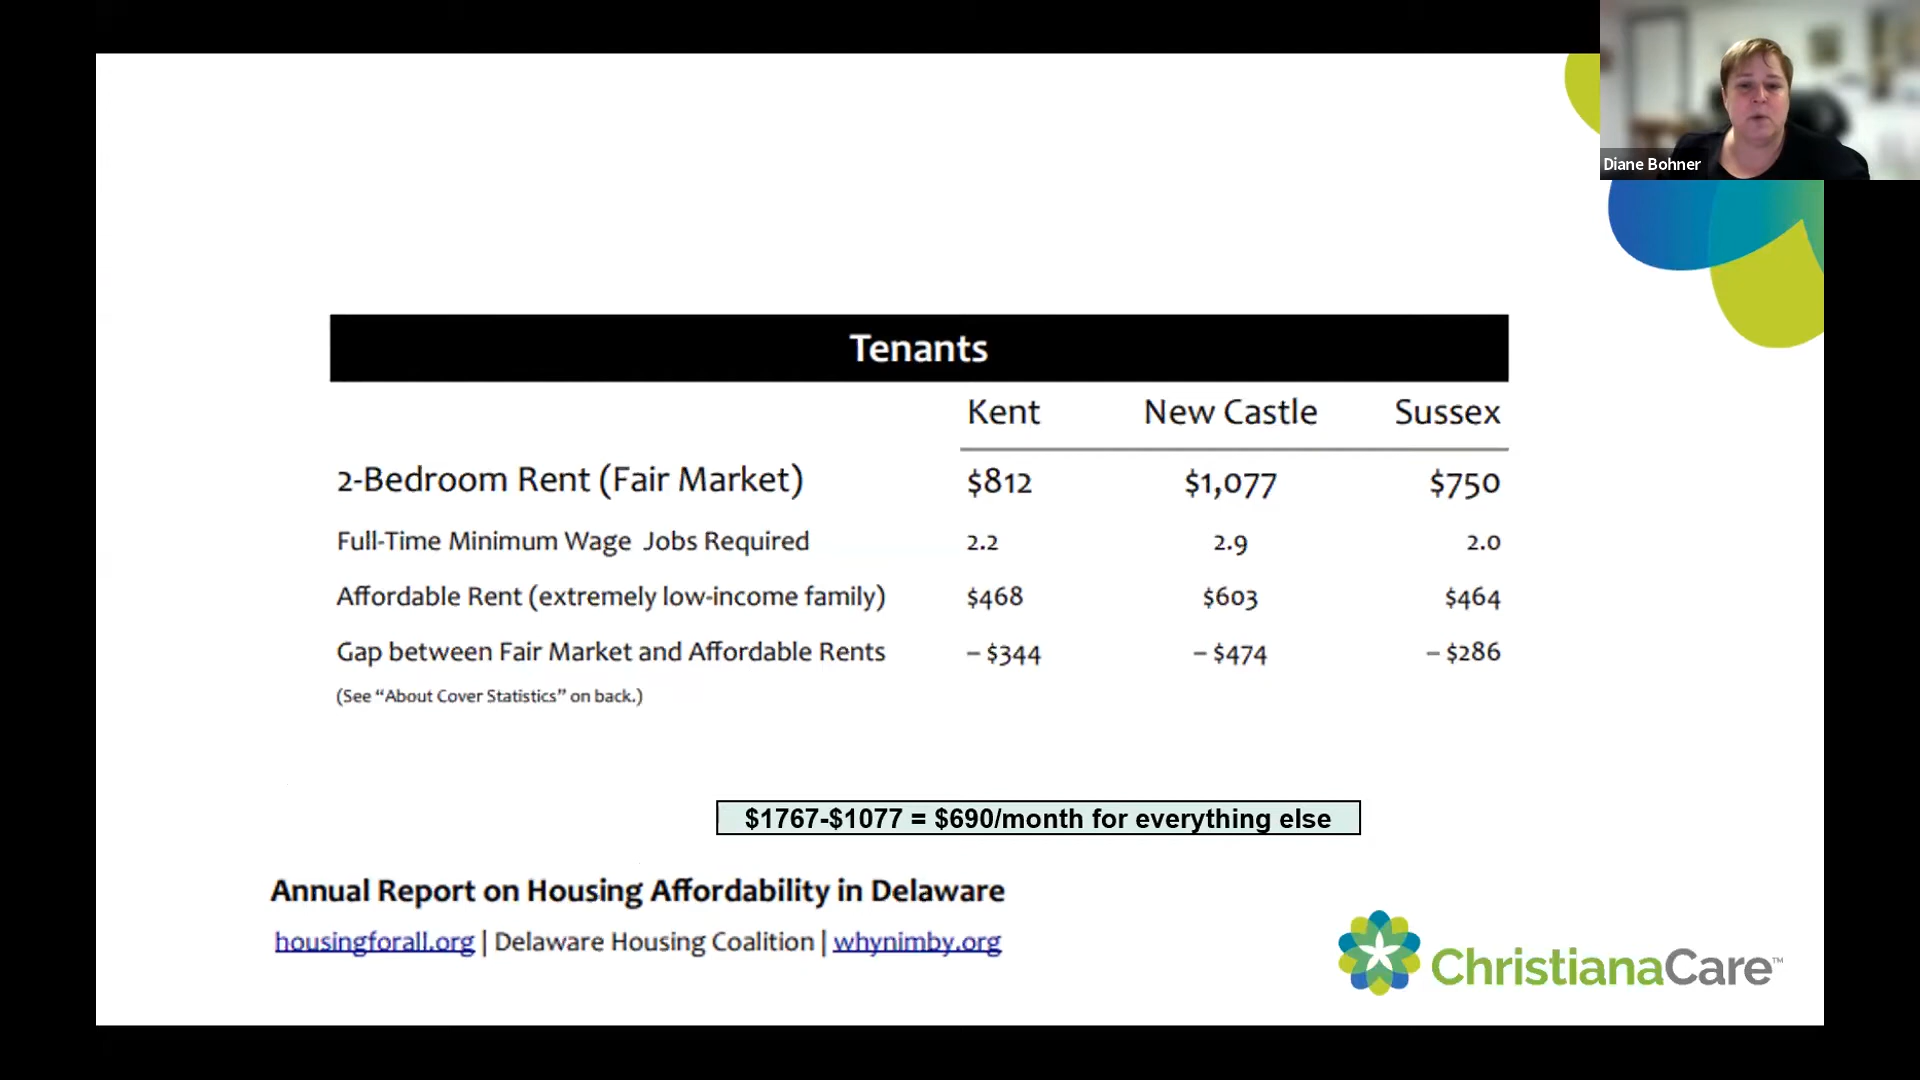 Diane Bohner
Tenants
Kent New Castle Sussex
2-Bedroom Rent (Fair Market) $812 $1,077 $750
Full-Time Minimum Wage Jobs Required 2.2 2.9 2.0
Affordable Rent (extremely low-income family) $468 $603 $464
Gap between Fair Market and Affordable Rents – $344 – $474 – $286
(See “About Cover Statistics” on back.)
$1767-$1077 = $690/month for everything else
Annual Report on Housing Affordability in Delaware
housingforall.org | Delaware Housing Coalition | whynimby.org
ChristianaCare™